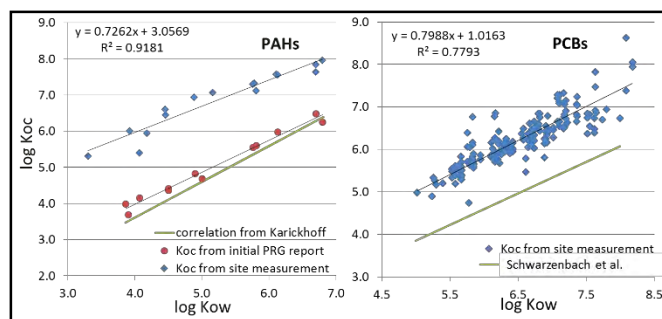 y = 0.7262x + 3.0569
R² = 0.9181
PAHs
log Koc
9.0
8.0
7.0
6.0
5.0
4.0
3.0
2.0
correlation from Karickhoff
Koc from initial PRG report
Koc from site measurement
3.0 4.0 5.0 6.0 7.0
log Kow
y = 0.7988x + 1.0163
R² = 0.7793
PCBs
log Koc
9.0
8.0
7.0
6.0
5.0
4.0
3.0
Koc from site measurement
Schwarzenbach et al.
4.5 5.5 6.5 7.5 8.5
log Kow